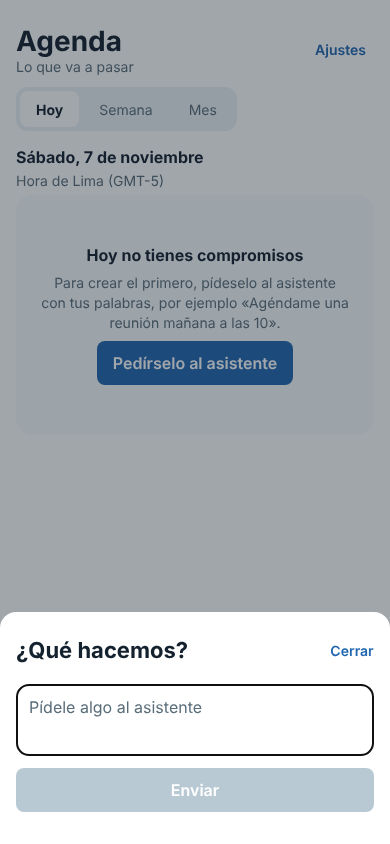 Agenda
Ajustes
Lo que va a pasar
Hoy
Semana
Mes
Sábado, 7 de noviembre
Hora de Lima (GMT-5)
Hoy no tienes compromisos
Para crear el primero, pídeselo al asistente
con tus palabras, por ejemplo «Agéndame una
reunión mañana a las 10».
Pedírselo al asistente
¿Qué hacemos?
Cerrar
Pídele algo al asistente
Enviar